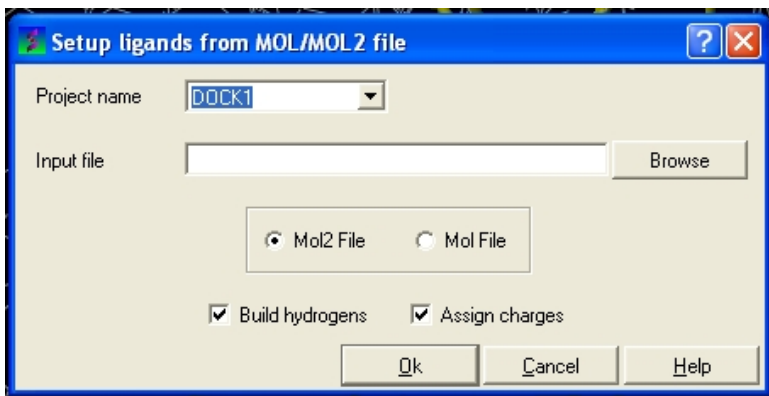 Setup ligands from MOL/MOL2 file
Project name DOCK1
Input file Browse
Mol2 File Mol File
Build hydrogens Assign charges
Ok Cancel Help